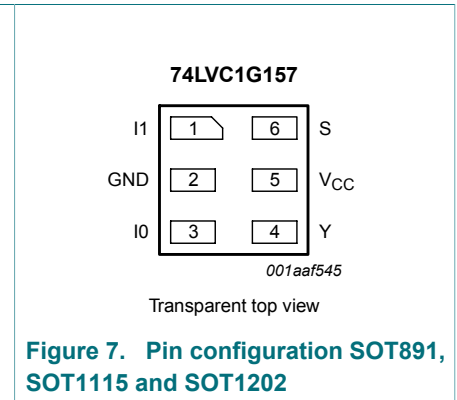 74LVC1G157
I1 1 6 S
GND 2 5 VCC
I0 3 4 Y
001aaf545
Transparent top view
Figure 7. Pin configuration SOT891,
SOT1115 and SOT1202